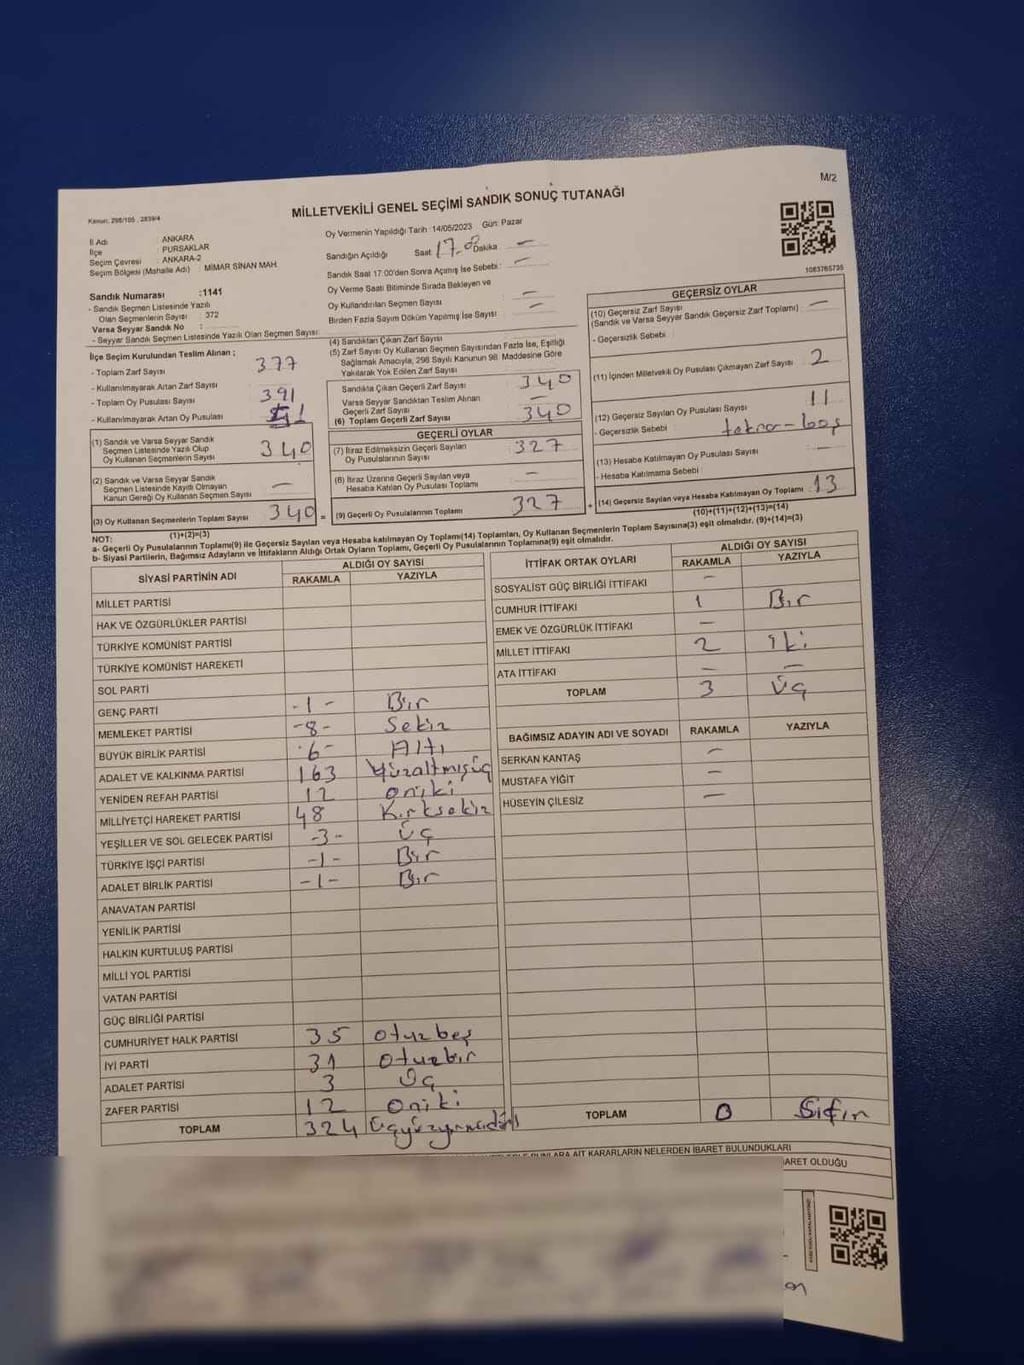 M/2
Kanun: 298/105 , 2839/4
MİLLETVEKİLİ GENEL SEÇİMİ SANDIK SONUÇ TUTANAĞI
İl Adı : ANKARA
İlçe : PURSAKLAR
Seçim Çevresi : ANKARA-2
Seçim Bölgesi (Mahalle Adı) : MİMAR SİNAN MAH.
Sandık Numarası :1141
- Sandık Seçmen Listesinde Yazılı
Olan Seçmenlerin Sayısı : 372
Varsa Seyyar Sandık No :
- Seyyar Sandık Seçmen Listesinde Yazılı Olan Seçmen Sayısı:
Oy Vermenin Yapıldığı Tarih :14/05/2023 Gün: Pazar
Sandığın Açıldığı Saat Dakika —
Sandık Saat 17:00'den Sonra Açımış İse Sebebi : —
Oy Verme Saati Bitiminde Sırada Bekleyen ve
Oy Kullandırılan Seçmen Sayısı —
Birden Fazla Sayım Döküm Yapılmış İse Sayısı —
1083765735
İlçe Seçim Kurulundan Teslim Alınan ;
- Toplam Zarf Sayısı 377
- Kullanılmayarak Artan Zarf Sayısı
- Toplam Oy Pusulası Sayısı 391
- Kullanılmayarak Artan Oy Pusulası
(1) Sandık ve Varsa Seyyar Sandık
Seçmen Listesinde Yazılı Olup
Oy Kullanan Seçmenlerin Sayısı 340
(2) Sandık ve Varsa Seyyar Sandık
Seçmen Listesinde Kayıtlı Olmayan
Kanun Gereği Oy Kullanan Seçmen Sayısı —
(3) Oy Kullanan Seçmenlerin Toplam Sayısı 340 =
(1)+(2)=(3)
(4) Sandıktan Çıkan Zarf Sayısı
(5) Zarf Sayısı Oy Kullanan Seçmen Sayısından Fazla İse, Eşitliği
Sağlamak Amacıyla, 298 Sayılı Kanunun 98. Maddesine Göre
Yakılarak Yok Edilen Zarf Sayısı
Sandıkta Çıkan Geçerli Zarf Sayısı 340
Varsa Seyyar Sandıktan Teslim Alınan
Geçerli Zarf Sayısı —
(6) Toplam Geçerli Zarf Sayısı 340
GEÇERLİ OYLAR
(7) İtiraz Edilmeksizin Geçerli Sayılan
Oy Pusulalarının Sayısı 327
(8) İtiraz Üzerine Geçerli Sayılan veya
Hesaba Katılan Oy Pusulası Toplamı —
(9) Geçerli Oy Pusulalarının Toplamı 327 +
GEÇERSİZ OYLAR
(10) Geçersiz Zarf Sayısı
(Sandık ve Varsa Seyyar Sandık Geçersiz Zarf Toplamı) —
- Geçersizlik Sebebi :
(11) İçinden Milletvekili Oy Pusulası Çıkmayan Zarf Sayısı 2
(12) Geçersiz Sayılan Oy Pusulası Sayısı 11
- Geçersizlik Sebebi boş
(13) Hesaba Katılmayan Oy Pusulası Sayısı —
- Hesaba Katılmama Sebebi :
(14) Geçersiz Sayılan veya Hesaba Katılmayan Oy Toplamı 13
(10)+(11)+(12)+(13)=(14)
NOT:
a- Geçerli Oy Pusulalarının Toplamı(9) ile Geçersiz Sayılan veya Hesaba katılmayan Oy Toplamı(14) Toplamları, Oy Kullanan Seçmenlerin Toplam Sayısına(3) eşit olmalıdır. (9)+(14)=(3)
b- Siyasi Partilerin, Bağımsız Adayların ve İttifakların Aldığı Ortak Oyların Toplamı, Geçerli Oy Pusulalarının Toplamına(9) eşit olmalıdır.
SİYASİ PARTİNİN ADI ALDIĞI OY SAYISI
RAKAMLA YAZIYLA
MİLLET PARTİSİ
HAK VE ÖZGÜRLÜKLER PARTİSİ
TÜRKİYE KOMÜNİST PARTİSİ
TÜRKİYE KOMÜNİST HAREKETİ
SOL PARTİ
GENÇ PARTİ -1- Bir
MEMLEKET PARTİSİ -8- Sekiz
BÜYÜK BİRLİK PARTİSİ -6- Altı
ADALET VE KALKINMA PARTİSİ 163 Yüzaltmışüç
YENİDEN REFAH PARTİSİ 12 oniki
MİLLİYETÇİ HAREKET PARTİSİ 48 Kırksekiz
YEŞİLLER VE SOL GELECEK PARTİSİ -3- Üç
TÜRKİYE İŞÇİ PARTİSİ -1- Bir
ADALET BİRLİK PARTİSİ -1- Bir
ANAVATAN PARTİSİ
YENİLİK PARTİSİ
HALKIN KURTULUŞ PARTİSİ
MİLLİ YOL PARTİSİ
VATAN PARTİSİ
GÜÇ BİRLİĞİ PARTİSİ
CUMHURİYET HALK PARTİSİ 35 otuzbeş
İYİ PARTİ 31 otuzbir
ADALET PARTİSİ 3 Üç
ZAFER PARTİSİ 12 Oniki
TOPLAM 324 Üçyüzyirmidört
İTTİFAK ORTAK OYLARI ALDIĞI OY SAYISI
RAKAMLA YAZIYLA
SOSYALİST GÜÇ BİRLİĞİ İTTİFAKI —
CUMHUR İTTİFAKI 1 Bir
EMEK VE ÖZGÜRLÜK İTTİFAKI —
MİLLET İTTİFAKI 2 İki
ATA İTTİFAKI — —
TOPLAM 3 Üç
BAĞIMSIZ ADAYIN ADI VE SOYADI RAKAMLA YAZIYLA
SERKAN KANTAŞ —
MUSTAFA YİĞİT —
HÜSEYİN ÇİLESİZ —
TOPLAM 0 Sıfır
AİT KARARLARIN NELERDEN İBARET BULUNDUKLARI
BARET OLDUĞU